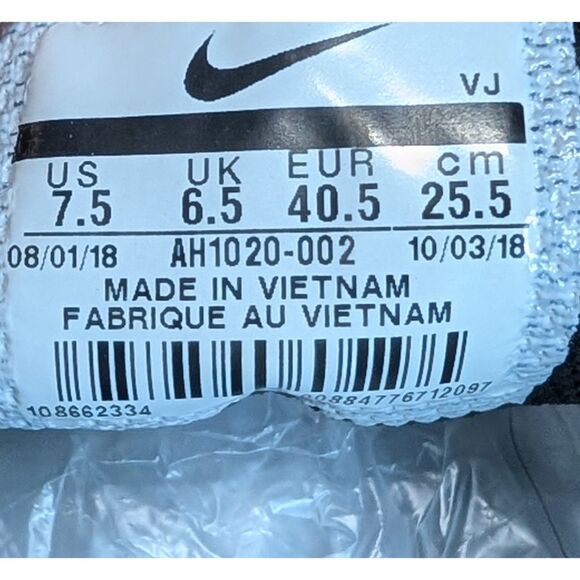 VJ
US UK EUR cm
7.5 6.5 40.5 25.5
08/01/18 AH1020-002 10/03/18
MADE IN VIETNAM
FABRIQUE AU VIETNAM
108662334 00884776712097